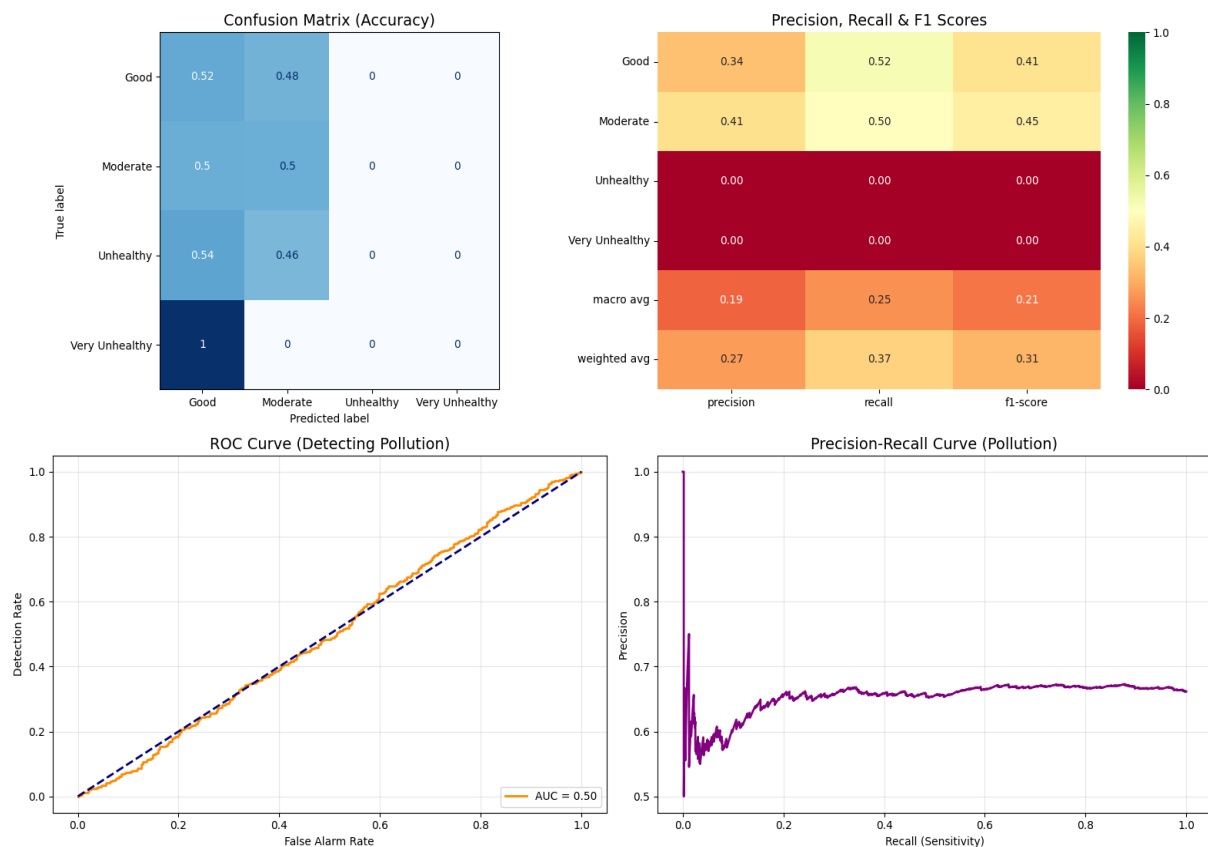 Confusion Matrix (Accuracy)
True label
Good
0.52 0.48 0 0
Moderate
0.5 0.5 0 0
Unhealthy
0.54 0.46 0 0
Very Unhealthy
1 0 0 0
Good Moderate Unhealthy Very Unhealthy
Predicted label
Precision, Recall & F1 Scores
Good
0.34 0.52 0.41
Moderate
0.41 0.50 0.45
Unhealthy
0.00 0.00 0.00
Very Unhealthy
0.00 0.00 0.00
macro avg
0.19 0.25 0.21
weighted avg
0.27 0.37 0.31
precision recall f1-score
1.0
0.8
0.6
0.4
0.2
0.0
ROC Curve (Detecting Pollution)
Detection Rate
1.0
0.8
0.6
0.4
0.2
0.0
AUC = 0.50
0.0 0.2 0.4 0.6 0.8 1.0
False Alarm Rate
Precision-Recall Curve (Pollution)
Precision
1.0
0.9
0.8
0.7
0.6
0.5
0.0 0.2 0.4 0.6 0.8 1.0
Recall (Sensitivity)